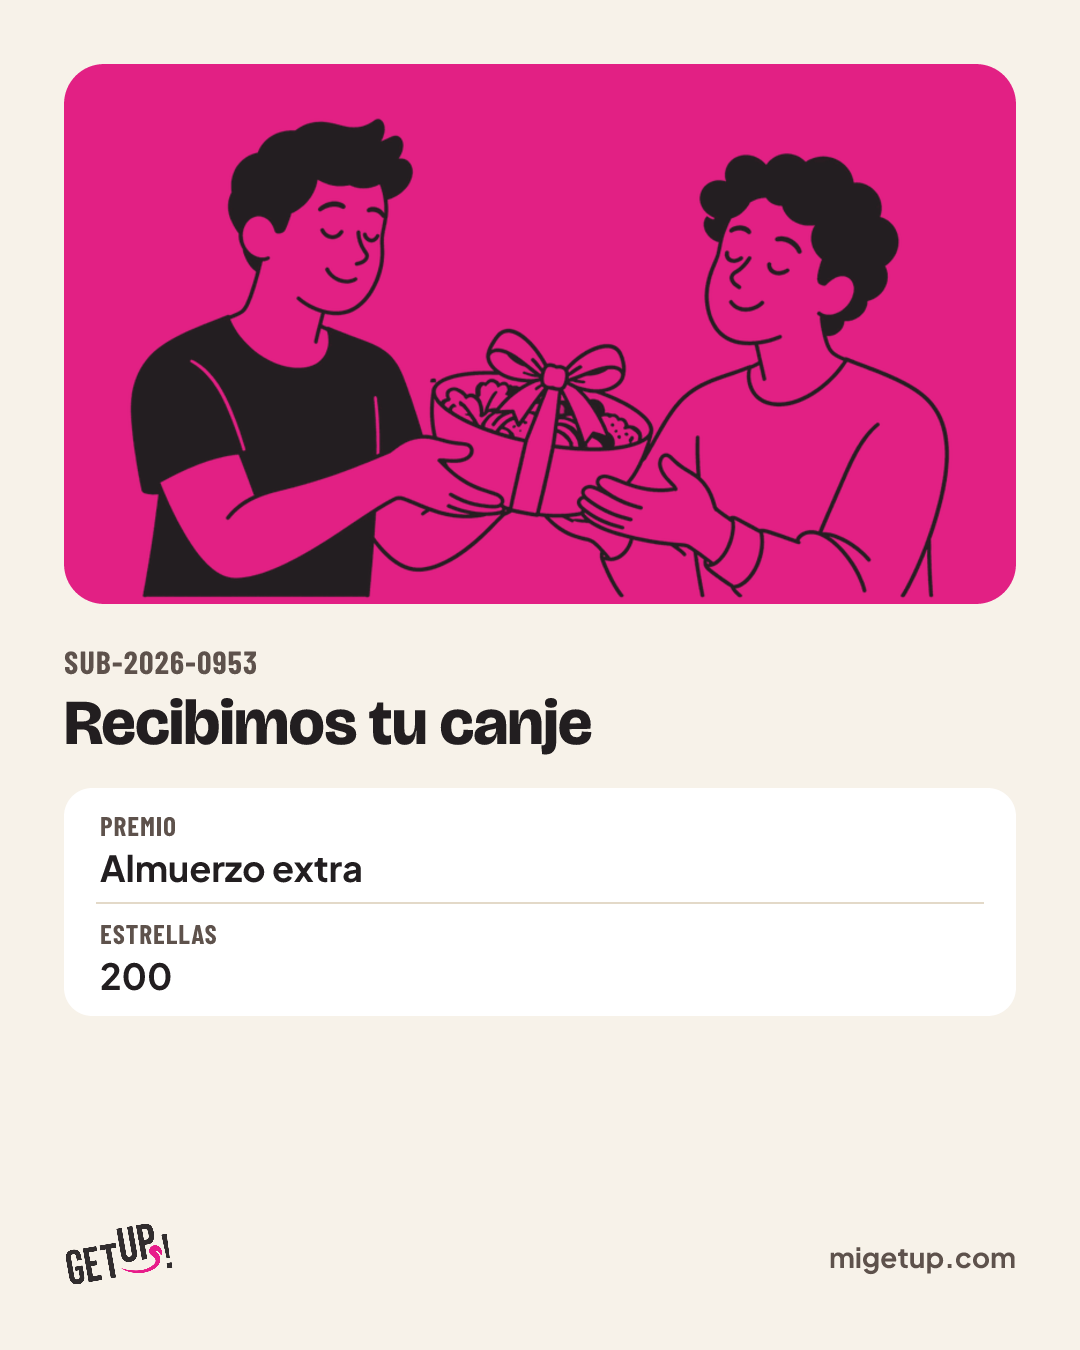 SUB-2026-0953
Recibimos tu canje
PREMIO
Almuerzo extra
ESTRELLAS
200
GETUP!
migetup.com